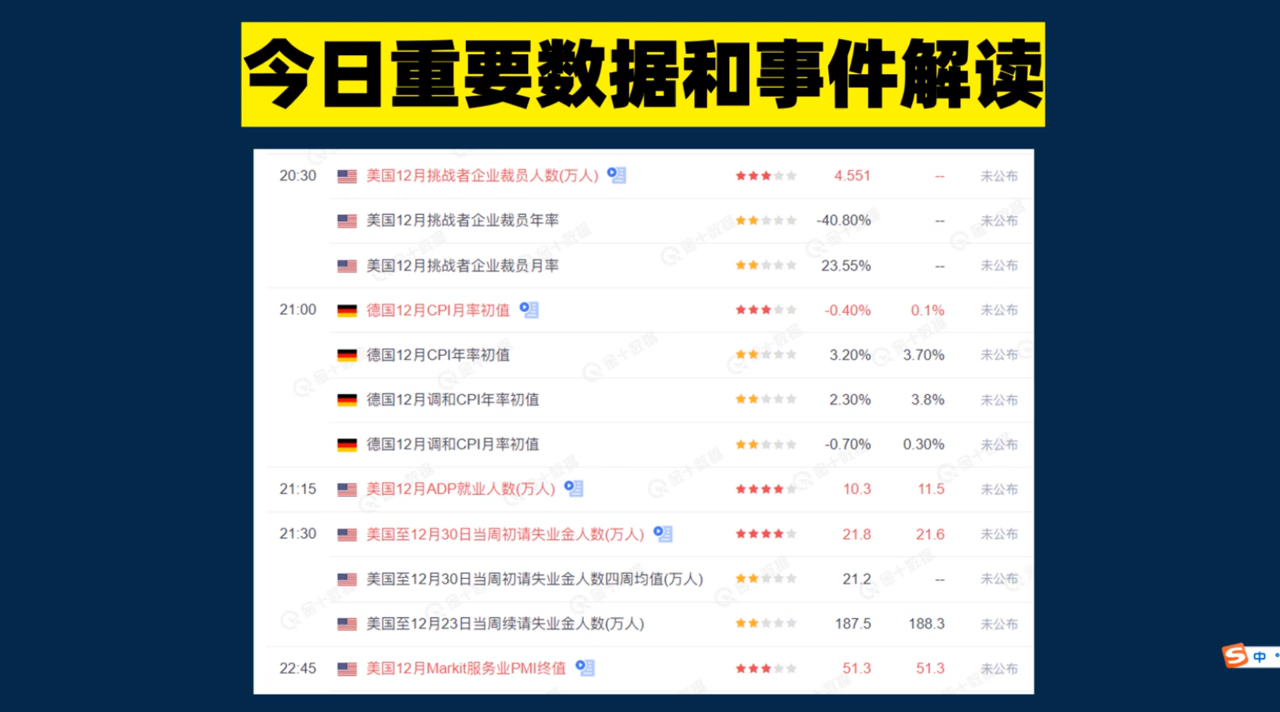 今日重要数据和事件解读
20:30 美国12月挑战者企业裁员人数(万人) 4.551 -- 未公布
美国12月挑战者企业裁员年率 -40.80% -- 未公布
美国12月挑战者企业裁员月率 23.55% -- 未公布
21:00 德国12月CPI月率初值 -0.40% 0.1% 未公布
德国12月CPI年率初值 3.20% 3.70% 未公布
德国12月调和CPI年率初值 2.30% 3.8% 未公布
德国12月调和CPI月率初值 -0.70% 0.30% 未公布
21:15 美国12月ADP就业人数(万人) 10.3 11.5 未公布
21:30 美国至12月30日当周初请失业金人数(万人) 21.8 21.6 未公布
美国至12月30日当周初请失业金人数四周均值(万人) 21.2 -- 未公布
美国至12月23日当周续请失业金人数(万人) 187.5 188.3 未公布
22:45 美国12月Markit服务业PMI终值 51.3 51.3 未公布
S 中